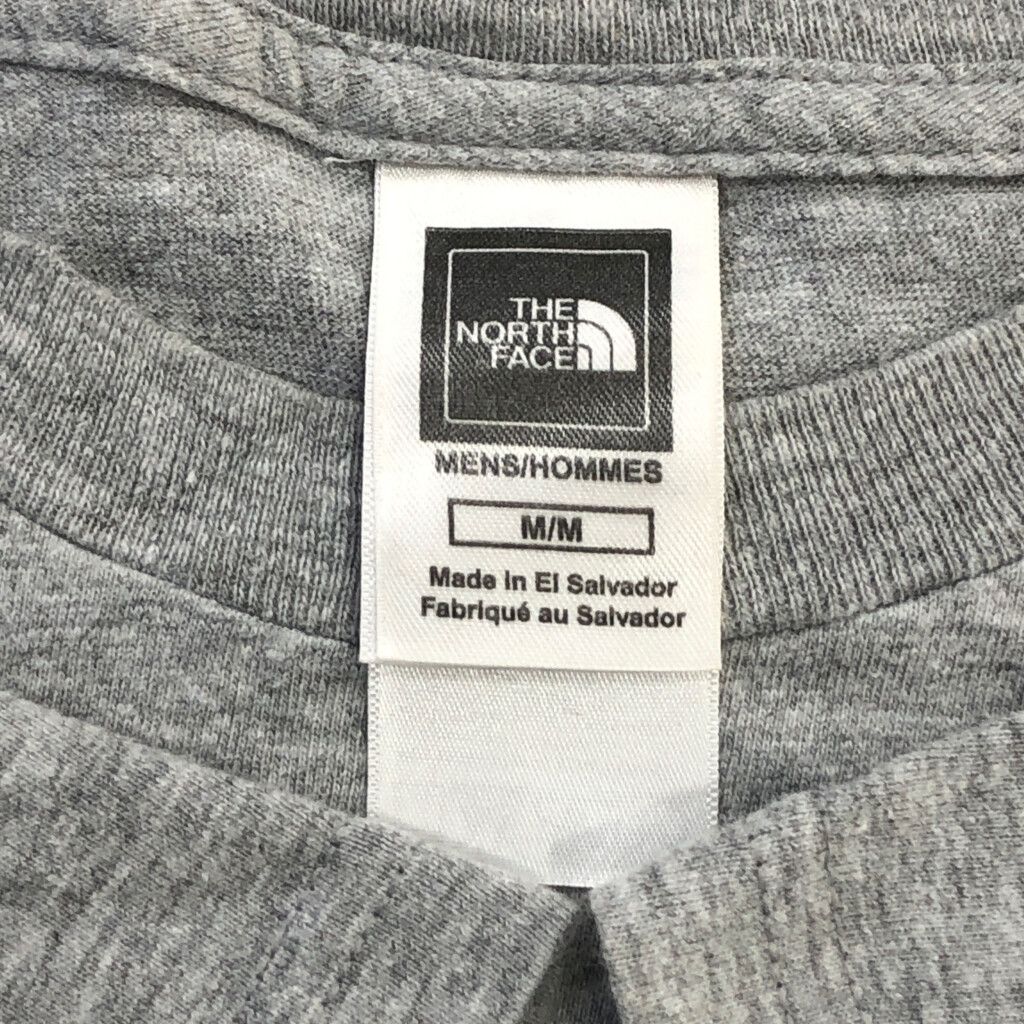 THE
NORTH
FACE
MENS/HOMMES
M/M
Made in El Salvador
Fabriqué au Salvador